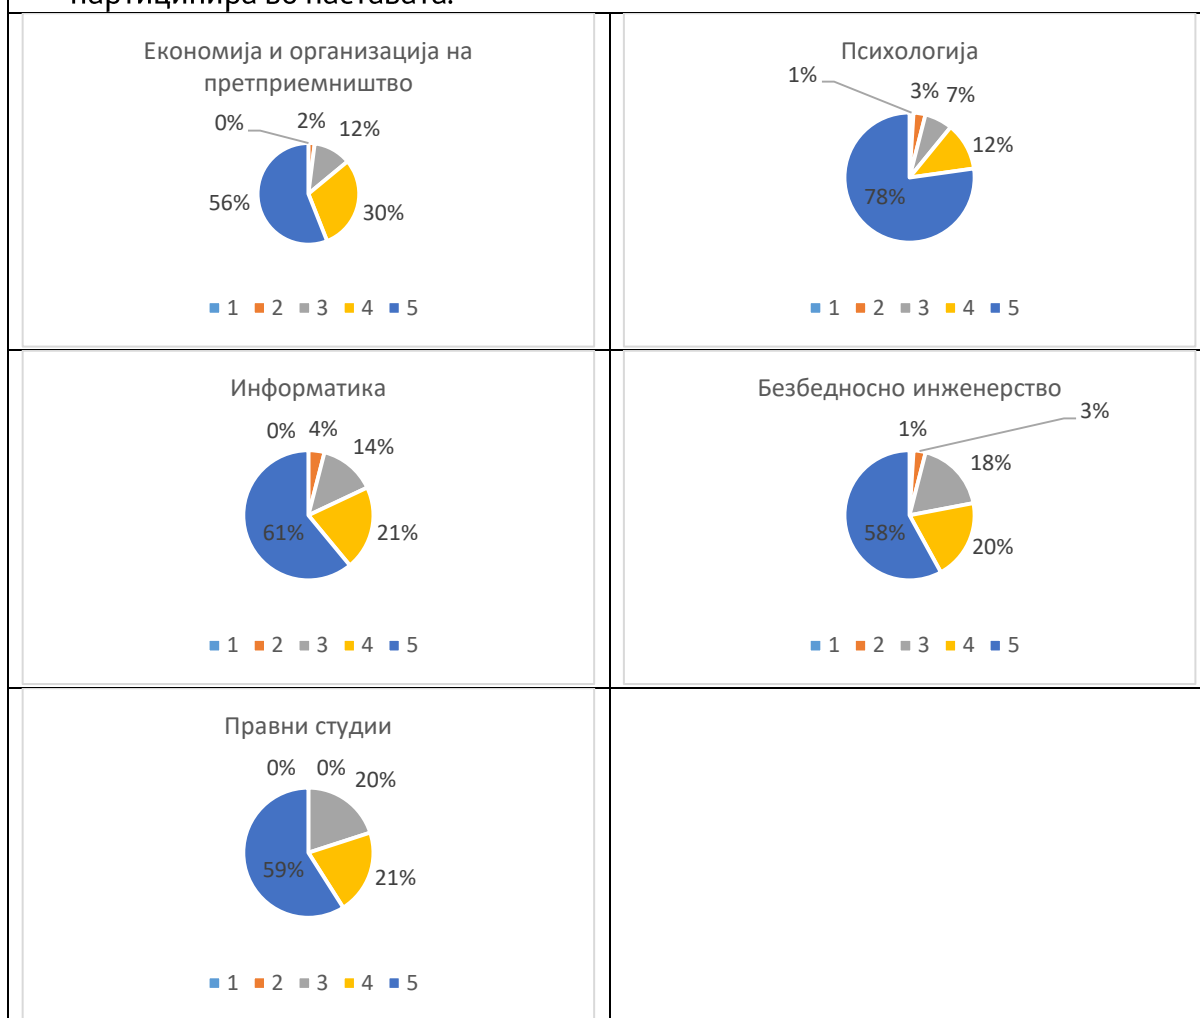 партиципира во наставата.
Економија и организација на
претприемништво
0% 2% 12%
56% 30%
1 2 3 4 5
Психологија
1% 3% 7%
12%
78%
1 2 3 4 5
Информатика
0% 4%
14%
61% 21%
1 2 3 4 5
Безбедносно инженерство
3%
1%
18%
58% 20%
1 2 3 4 5
Правни студии
0% 0% 20%
59% 21%
1 2 3 4 5